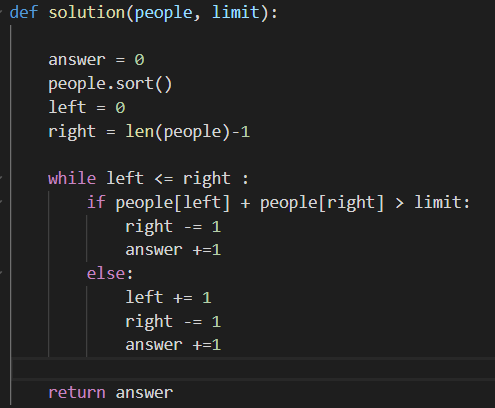 def solution(people, limit):
    answer = 0
    people.sort()
    left = 0
    right = len(people)-1
    while left <= right :
        if people[left] + people[right] > limit:
            right -= 1
            answer +=1
        else:
            left += 1
            right -= 1
            answer +=1
    return answer